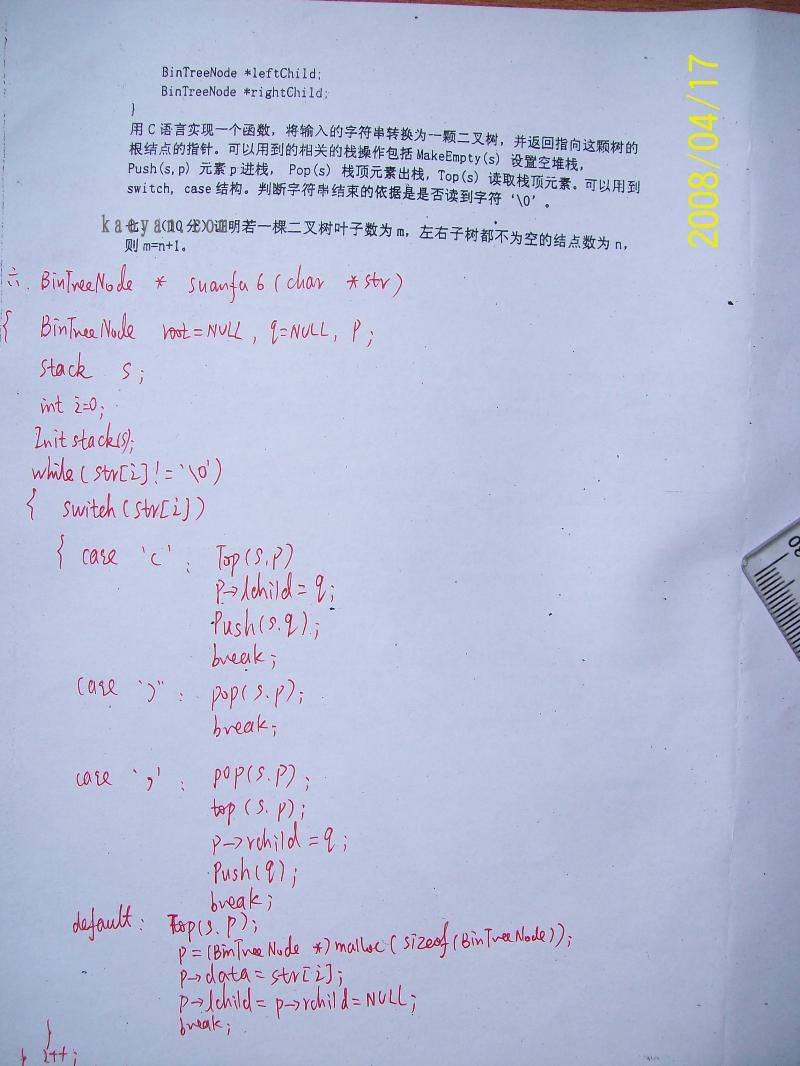 BinTreeNode *leftChild;
BinTreeNode *rightChild;
}
用 C 语言实现一个函数，将输入的字符串转换为一颗二叉树，并返回指向这颗树的
根结点的指针。可以用到的相关的栈操作包括 MakeEmpty(s) 设置空堆栈，
Push(s,p) 元素 p 进栈， Pop(s) 栈顶元素出栈，Top(s) 读取栈顶元素。可以用到
switch, case 结构。判断字符串结束的依据是是否读到字符‘\0’。
七、（10 分）证明若一棵二叉树叶子数为 m，左右子树都不为空的结点数为 n，
则 m=n+1。
2008/04/17
六. BinTreeNode * suanfa 6 (char *str)
{ BinTreeNode root=NULL, q=NULL, p;
stack s;
int i=0;
Init stack(s);
while(str[i]!='\0')
{ switch(str[i])
{ case '(' : Top(s,p)
p→lchild=q;
Push(s.q);
break;
case ')' : pop(s.p);
break;
case ',' : pop(s.p);
top(s.p);
p→rchild=q;
Push(q);
break;
default: Top(s.p);
p=(BinTreeNode *)malloc(sizeof(BinTreeNode));
p→data=str[i];
p→lchild=p→rchild=NULL;
break;
}
} i++;